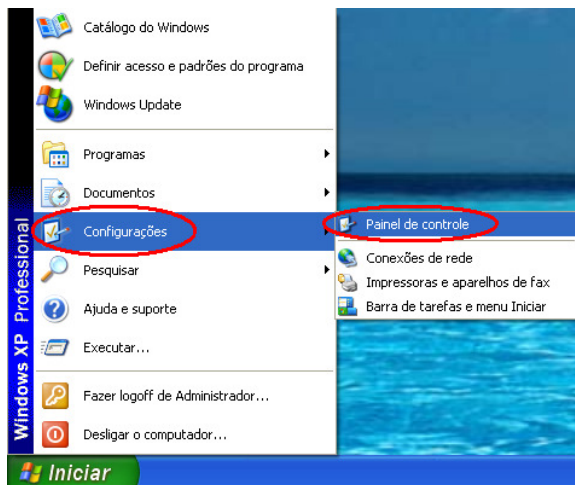 Catálogo do Windows
Definir acesso e padrões do programa
Windows Update
Programas
Documentos
Configurações
Pesquisar
Ajuda e suporte
Executar...
Fazer logoff de Administrador...
Desligar o computador...
Painel de controle
Conexões de rede
Impressoras e aparelhos de fax
Barra de tarefas e menu Iniciar
Windows XP Professional
Iniciar